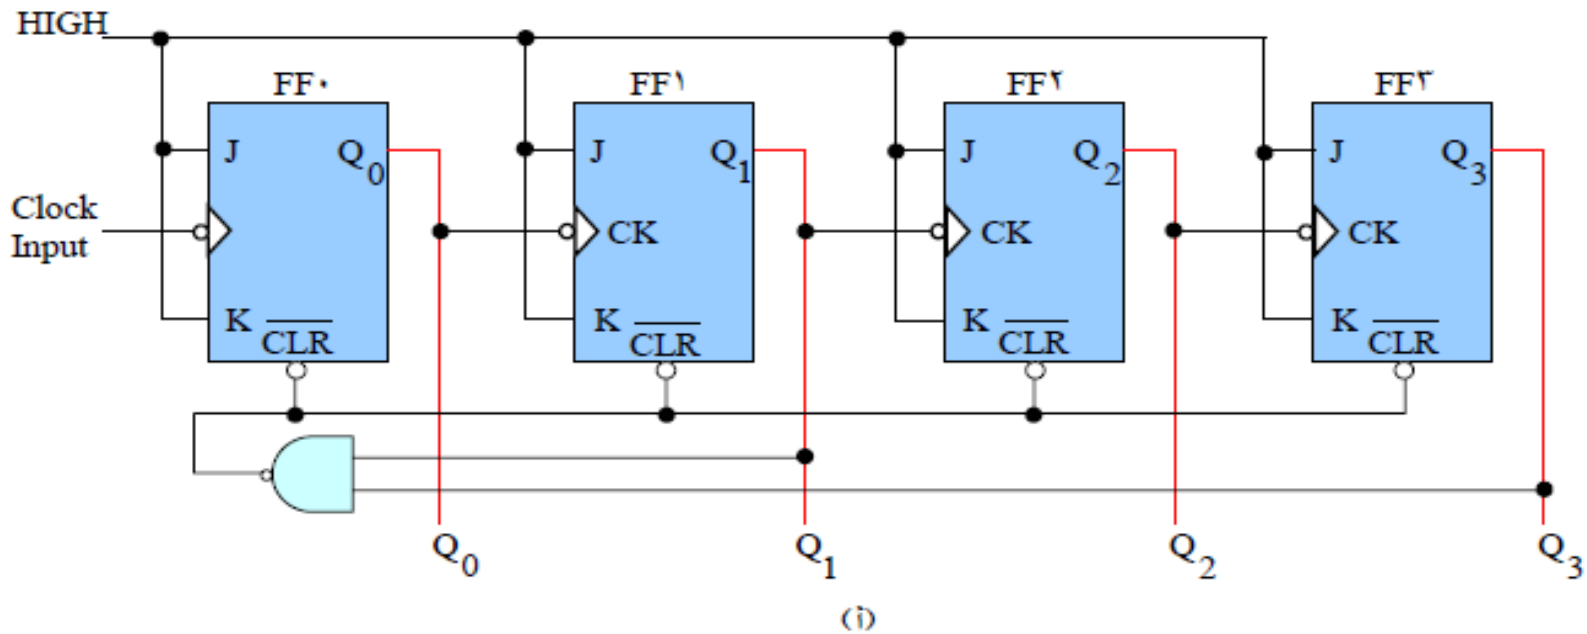 HIGH
FF۰ FF۱ FF۲ FF۳
J Q0 J Q1 J Q2 J Q3
Clock
Input
CK CK CK
K CLR K CLR K CLR K CLR
Q0 Q1 Q2 Q3
(أ)